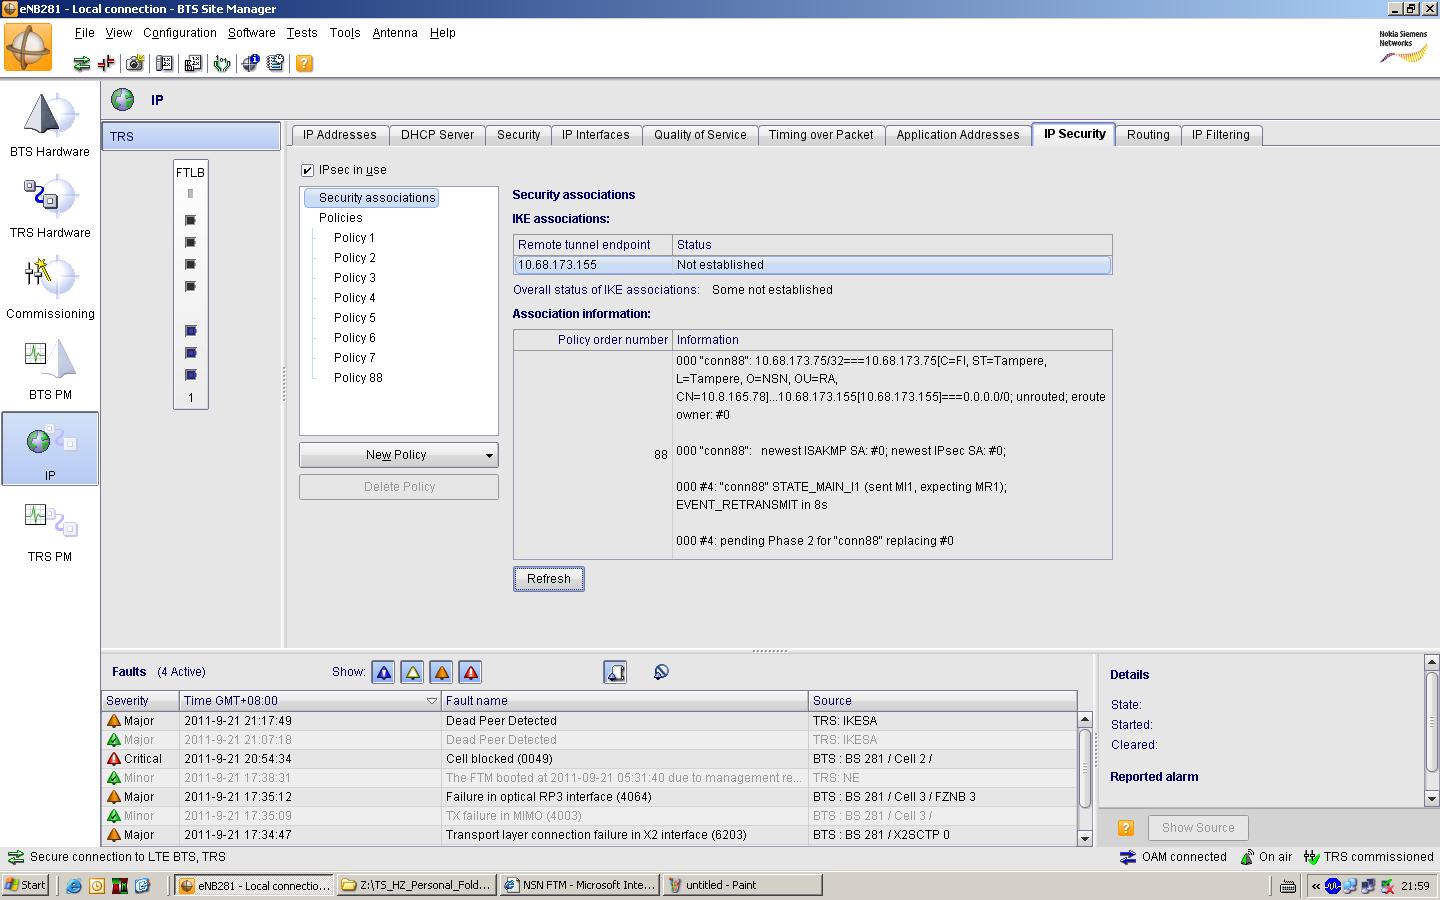 eNB281 - Local connection - BTS Site Manager
File View Configuration Software Tests Tools Antenna Help
Nokia Siemens
Networks
BTS Hardware
TRS Hardware
Commissioning
BTS PM
IP
TRS PM
IP
TRS
FTLB
1
IP Addresses DHCP Server Security IP Interfaces Quality of Service Timing over Packet Application Addresses IP Security Routing IP Filtering
IPsec in use
Security associations
Policies
Policy 1
Policy 2
Policy 3
Policy 4
Policy 5
Policy 6
Policy 7
Policy 88
New Policy
Delete Policy
Security associations
IKE associations:
Remote tunnel endpoint Status
10.68.173.155 Not established
Overall status of IKE associations: Some not established
Association information:
Policy order number Information
000 "conn88": 10.68.173.75/32===10.68.173.75[C=FI, ST=Tampere,
L=Tampere, O=NSN, OU=RA,
CN=10.8.165.78]...10.68.173.155[10.68.173.155]===0.0.0.0/0; unrouted; eroute
owner: #0
88 000 "conn88": newest ISAKMP SA: #0; newest IPsec SA: #0;
000 #4: "conn88" STATE_MAIN_I1 (sent MI1, expecting MR1);
EVENT_RETRANSMIT in 8s
000 #4: pending Phase 2 for "conn88" replacing #0
Refresh
Faults (4 Active) Show:
Severity Time GMT+08:00 Fault name Source
Major 2011-9-21 21:17:49 Dead Peer Detected TRS: IKESA
Major 2011-9-21 21:07:18 Dead Peer Detected TRS: IKESA
Critical 2011-9-21 20:54:34 Cell blocked (0049) BTS : BS 281 / Cell 2 /
Minor 2011-9-21 17:38:31 The FTM booted at 2011-09-21 05:31:40 due to management re... TRS: NE
Major 2011-9-21 17:35:12 Failure in optical RP3 interface (4064) BTS : BS 281 / Cell 3 / FZNB 3
Minor 2011-9-21 17:35:09 TX failure in MIMO (4003) BTS : BS 281 / Cell 3 /
Major 2011-9-21 17:34:47 Transport layer connection failure in X2 interface (6203) BTS : BS 281 / X2SCTP 0
Details
State:
Started:
Cleared:
Reported alarm
Show Source
Secure connection to LTE BTS, TRS OAM connected On air TRS commissioned
Start eNB281 - Local connectio... Z:\TS_HZ_Personal_Fold... NSN FTM - Microsoft Inte... untitled - Paint « 21:59